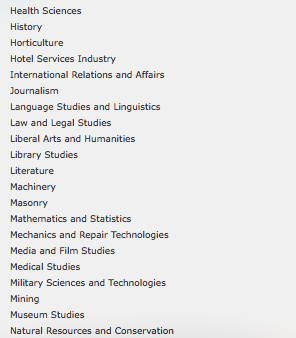 Health Sciences
History
Horticulture
Hotel Services Industry
International Relations and Affairs
Journalism
Language Studies and Linguistics
Law and Legal Studies
Liberal Arts and Humanities
Library Studies
Literature
Machinery
Masonry
Mathematics and Statistics
Mechanics and Repair Technologies
Media and Film Studies
Medical Studies
Military Sciences and Technologies
Mining
Museum Studies
Natural Resources and Conservation